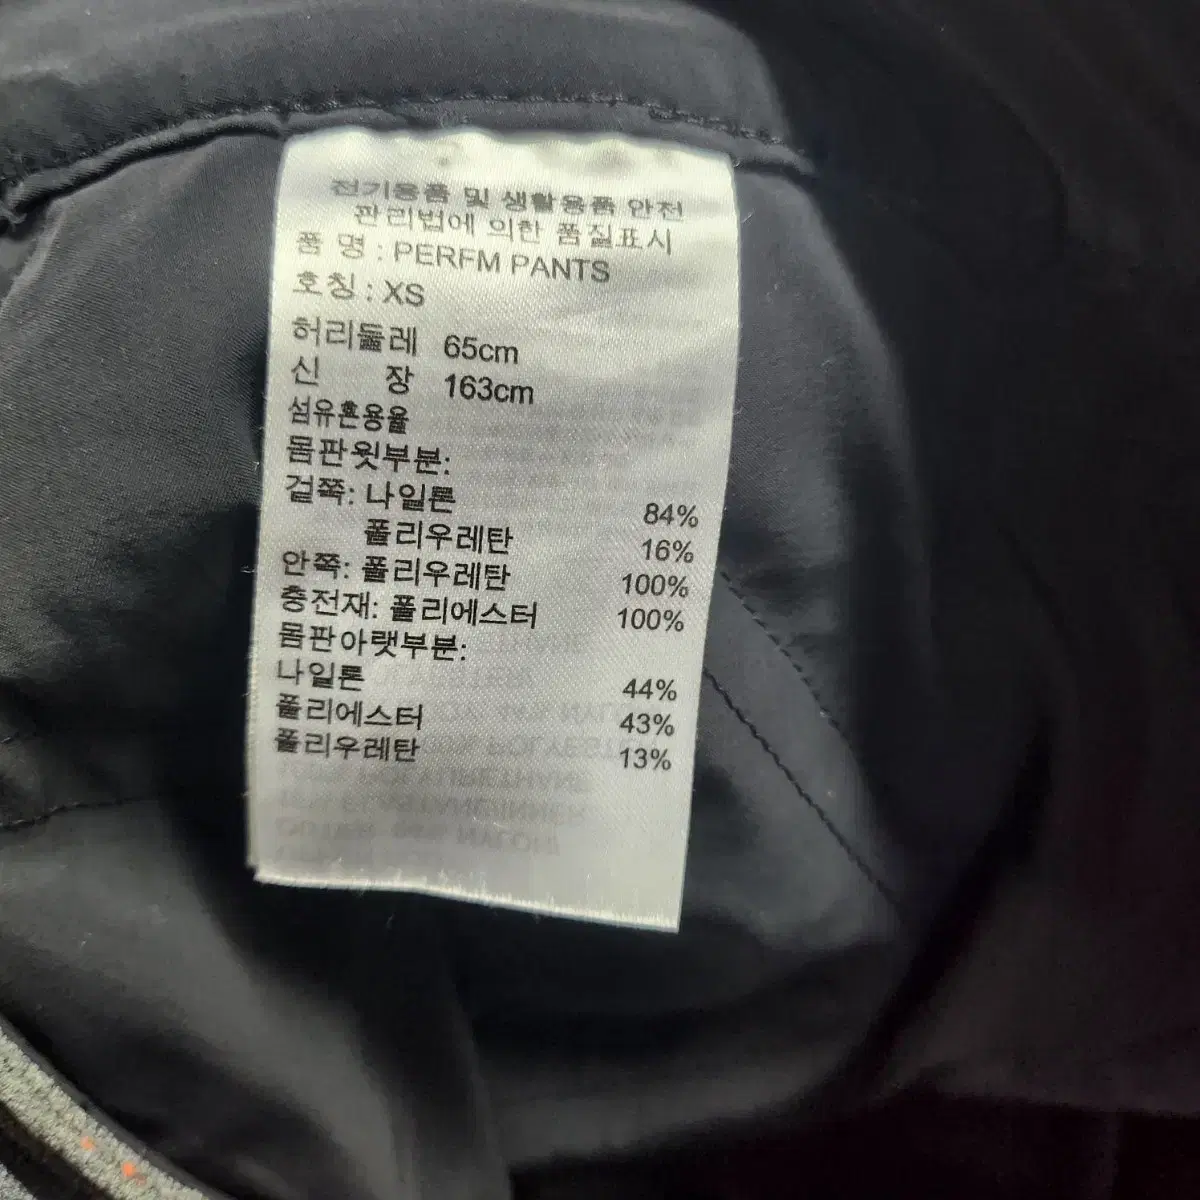 전기용품 및 생활용품 안전
관리법에 의한 품질표시
품 명 : PERFM PANTS
호칭 : XS
허리둘레 65cm
신 장 163cm
섬유혼용율
몸판윗부분:
겉쪽: 나일론 84%
폴리우레탄 16%
안쪽: 폴리우레탄 100%
충전재: 폴리에스터 100%
몸판아랫부분:
나일론 44%
폴리에스터 43%
폴리우레탄 13%